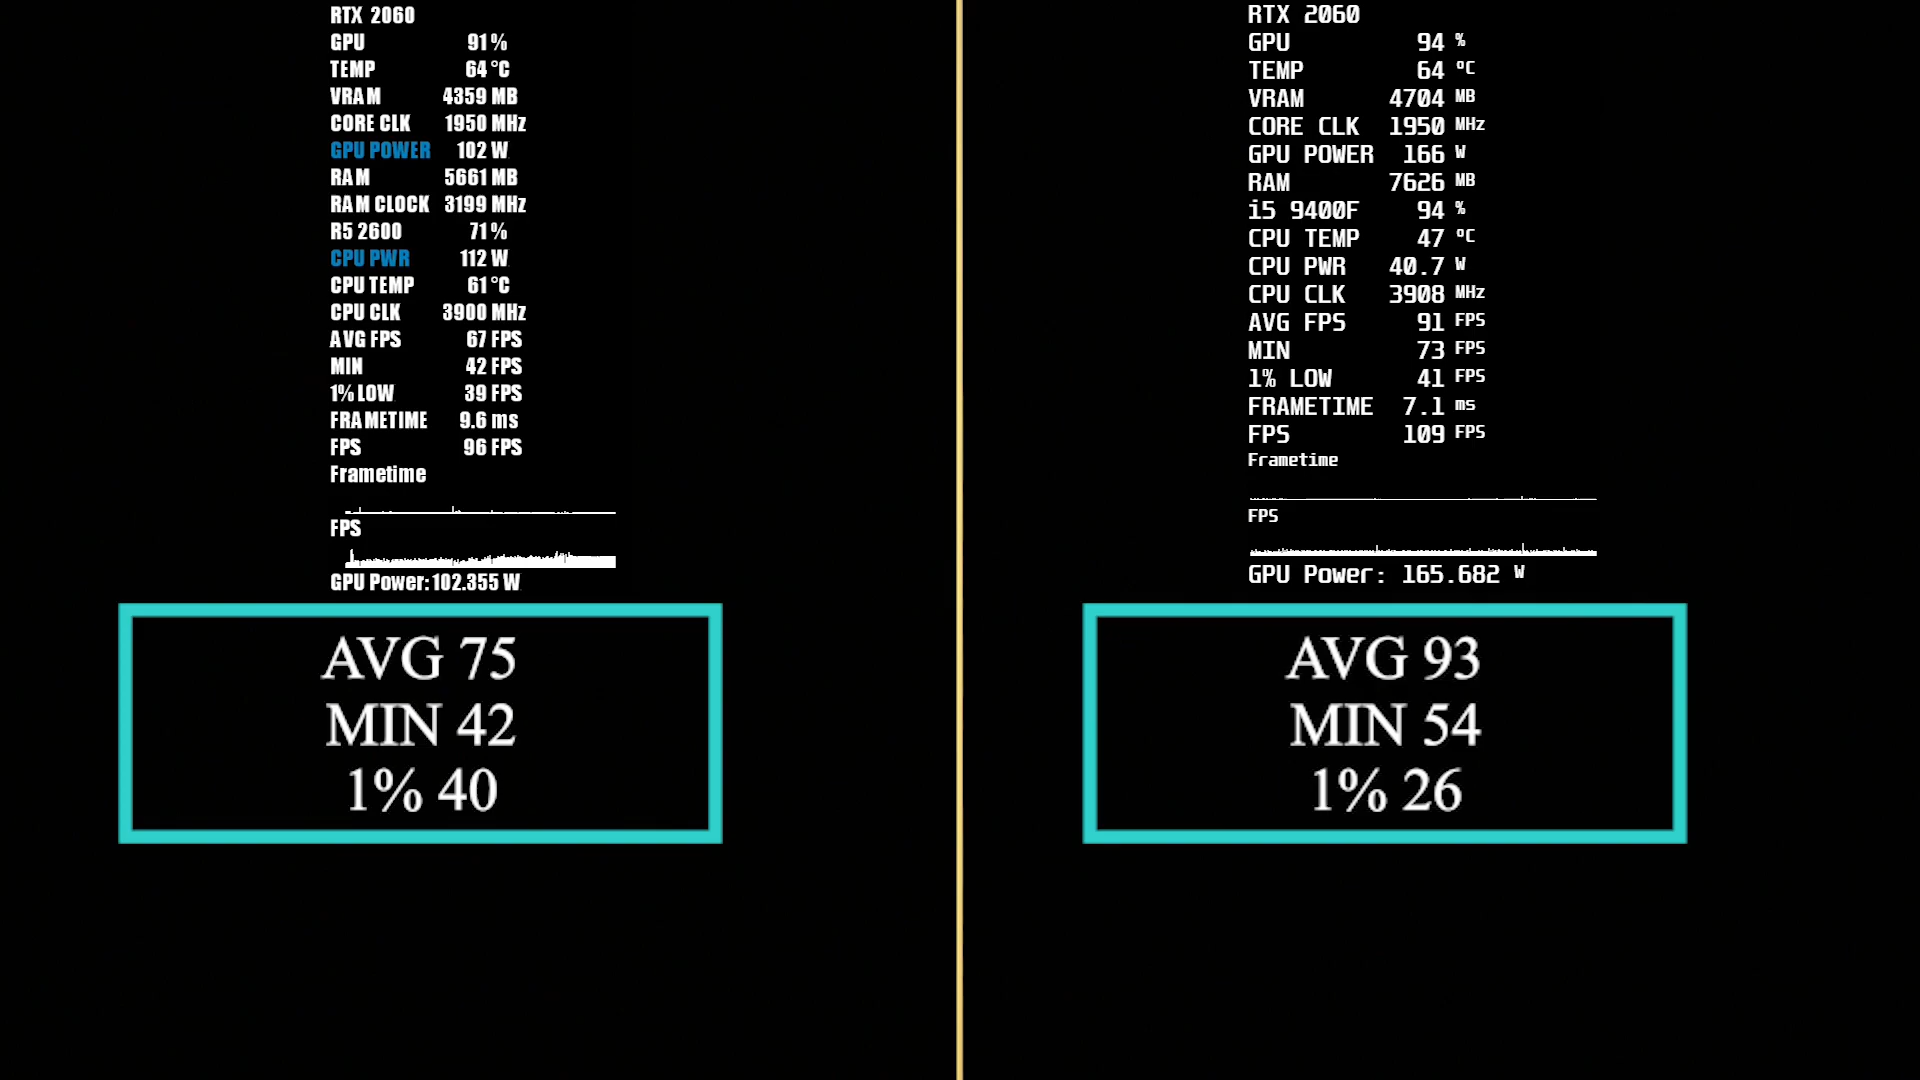 RTX 2060
GPU 91 %
TEMP 64 °C
VRAM 4359 MB
CORE CLK 1950 MHz
GPU POWER 102 W
RAM 5661 MB
RAM CLOCK 3199 MHz
R5 2600 71 %
CPU PWR 112 W
CPU TEMP 61 °C
CPU CLK 3900 MHz
AVG FPS 67 FPS
MIN 42 FPS
1% LOW 39 FPS
FRAMETIME 9.6 ms
FPS 96 FPS
Frametime
FPS
GPU Power: 102.355 W
AVG 75
MIN 42
1% 40
RTX 2060
GPU 94 %
TEMP 64 °C
VRAM 4704 MB
CORE CLK 1950 MHz
GPU POWER 166 W
RAM 7626 MB
i5 9400F 94 %
CPU TEMP 47 °C
CPU PWR 40.7 W
CPU CLK 3908 MHz
AVG FPS 91 FPS
MIN 73 FPS
1% LOW 41 FPS
FRAMETIME 7.1 ms
FPS 109 FPS
Frametime
FPS
GPU Power: 165.682 W
AVG 93
MIN 54
1% 26